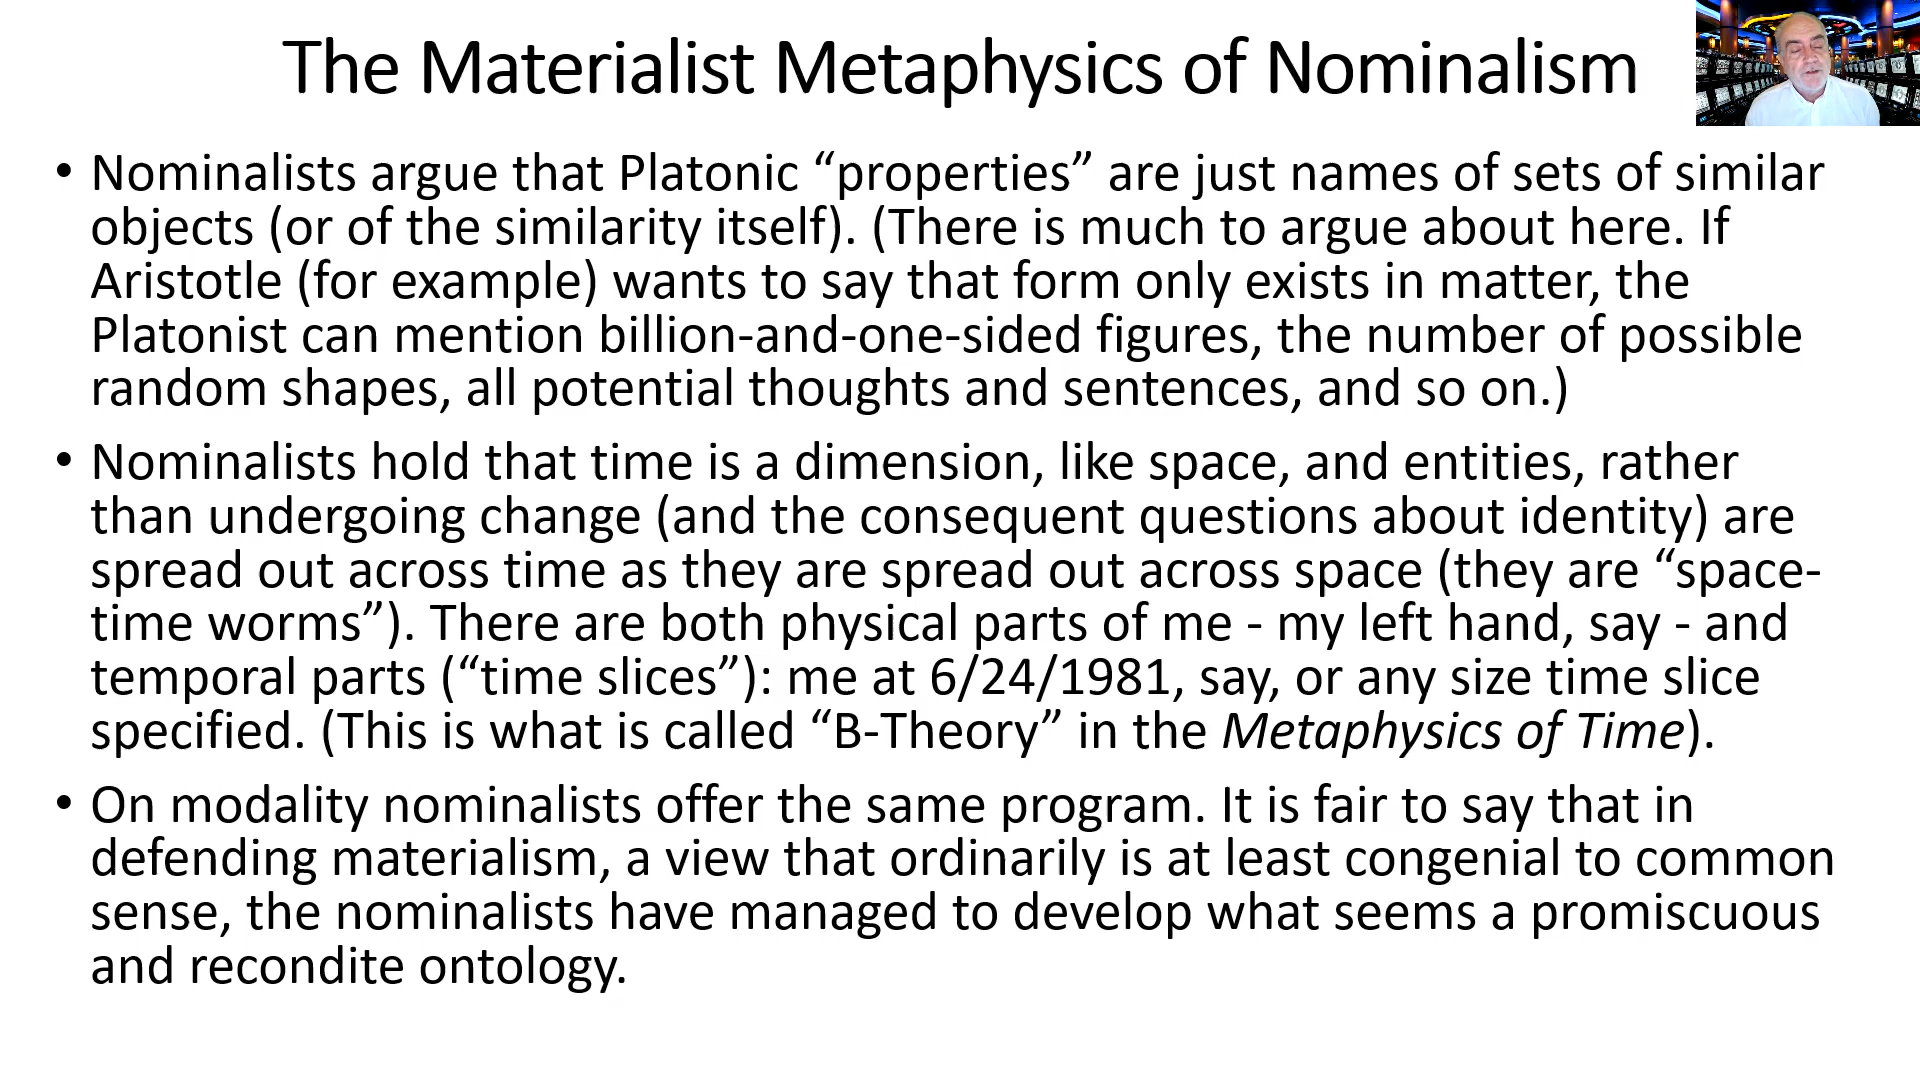 The Materialist Metaphysics of Nominalism
• Nominalists argue that Platonic “properties” are just names of sets of similar
objects (or of the similarity itself). (There is much to argue about here. If
Aristotle (for example) wants to say that form only exists in matter, the
Platonist can mention billion-and-one-sided figures, the number of possible
random shapes, all potential thoughts and sentences, and so on.)
• Nominalists hold that time is a dimension, like space, and entities, rather
than undergoing change (and the consequent questions about identity) are
spread out across time as they are spread out across space (they are “space-
time worms”). There are both physical parts of me - my left hand, say - and
temporal parts (“time slices”): me at 6/24/1981, say, or any size time slice
specified. (This is what is called “B-Theory” in the Metaphysics of Time).
• On modality nominalists offer the same program. It is fair to say that in
defending materialism, a view that ordinarily is at least congenial to common
sense, the nominalists have managed to develop what seems a promiscuous
and recondite ontology.